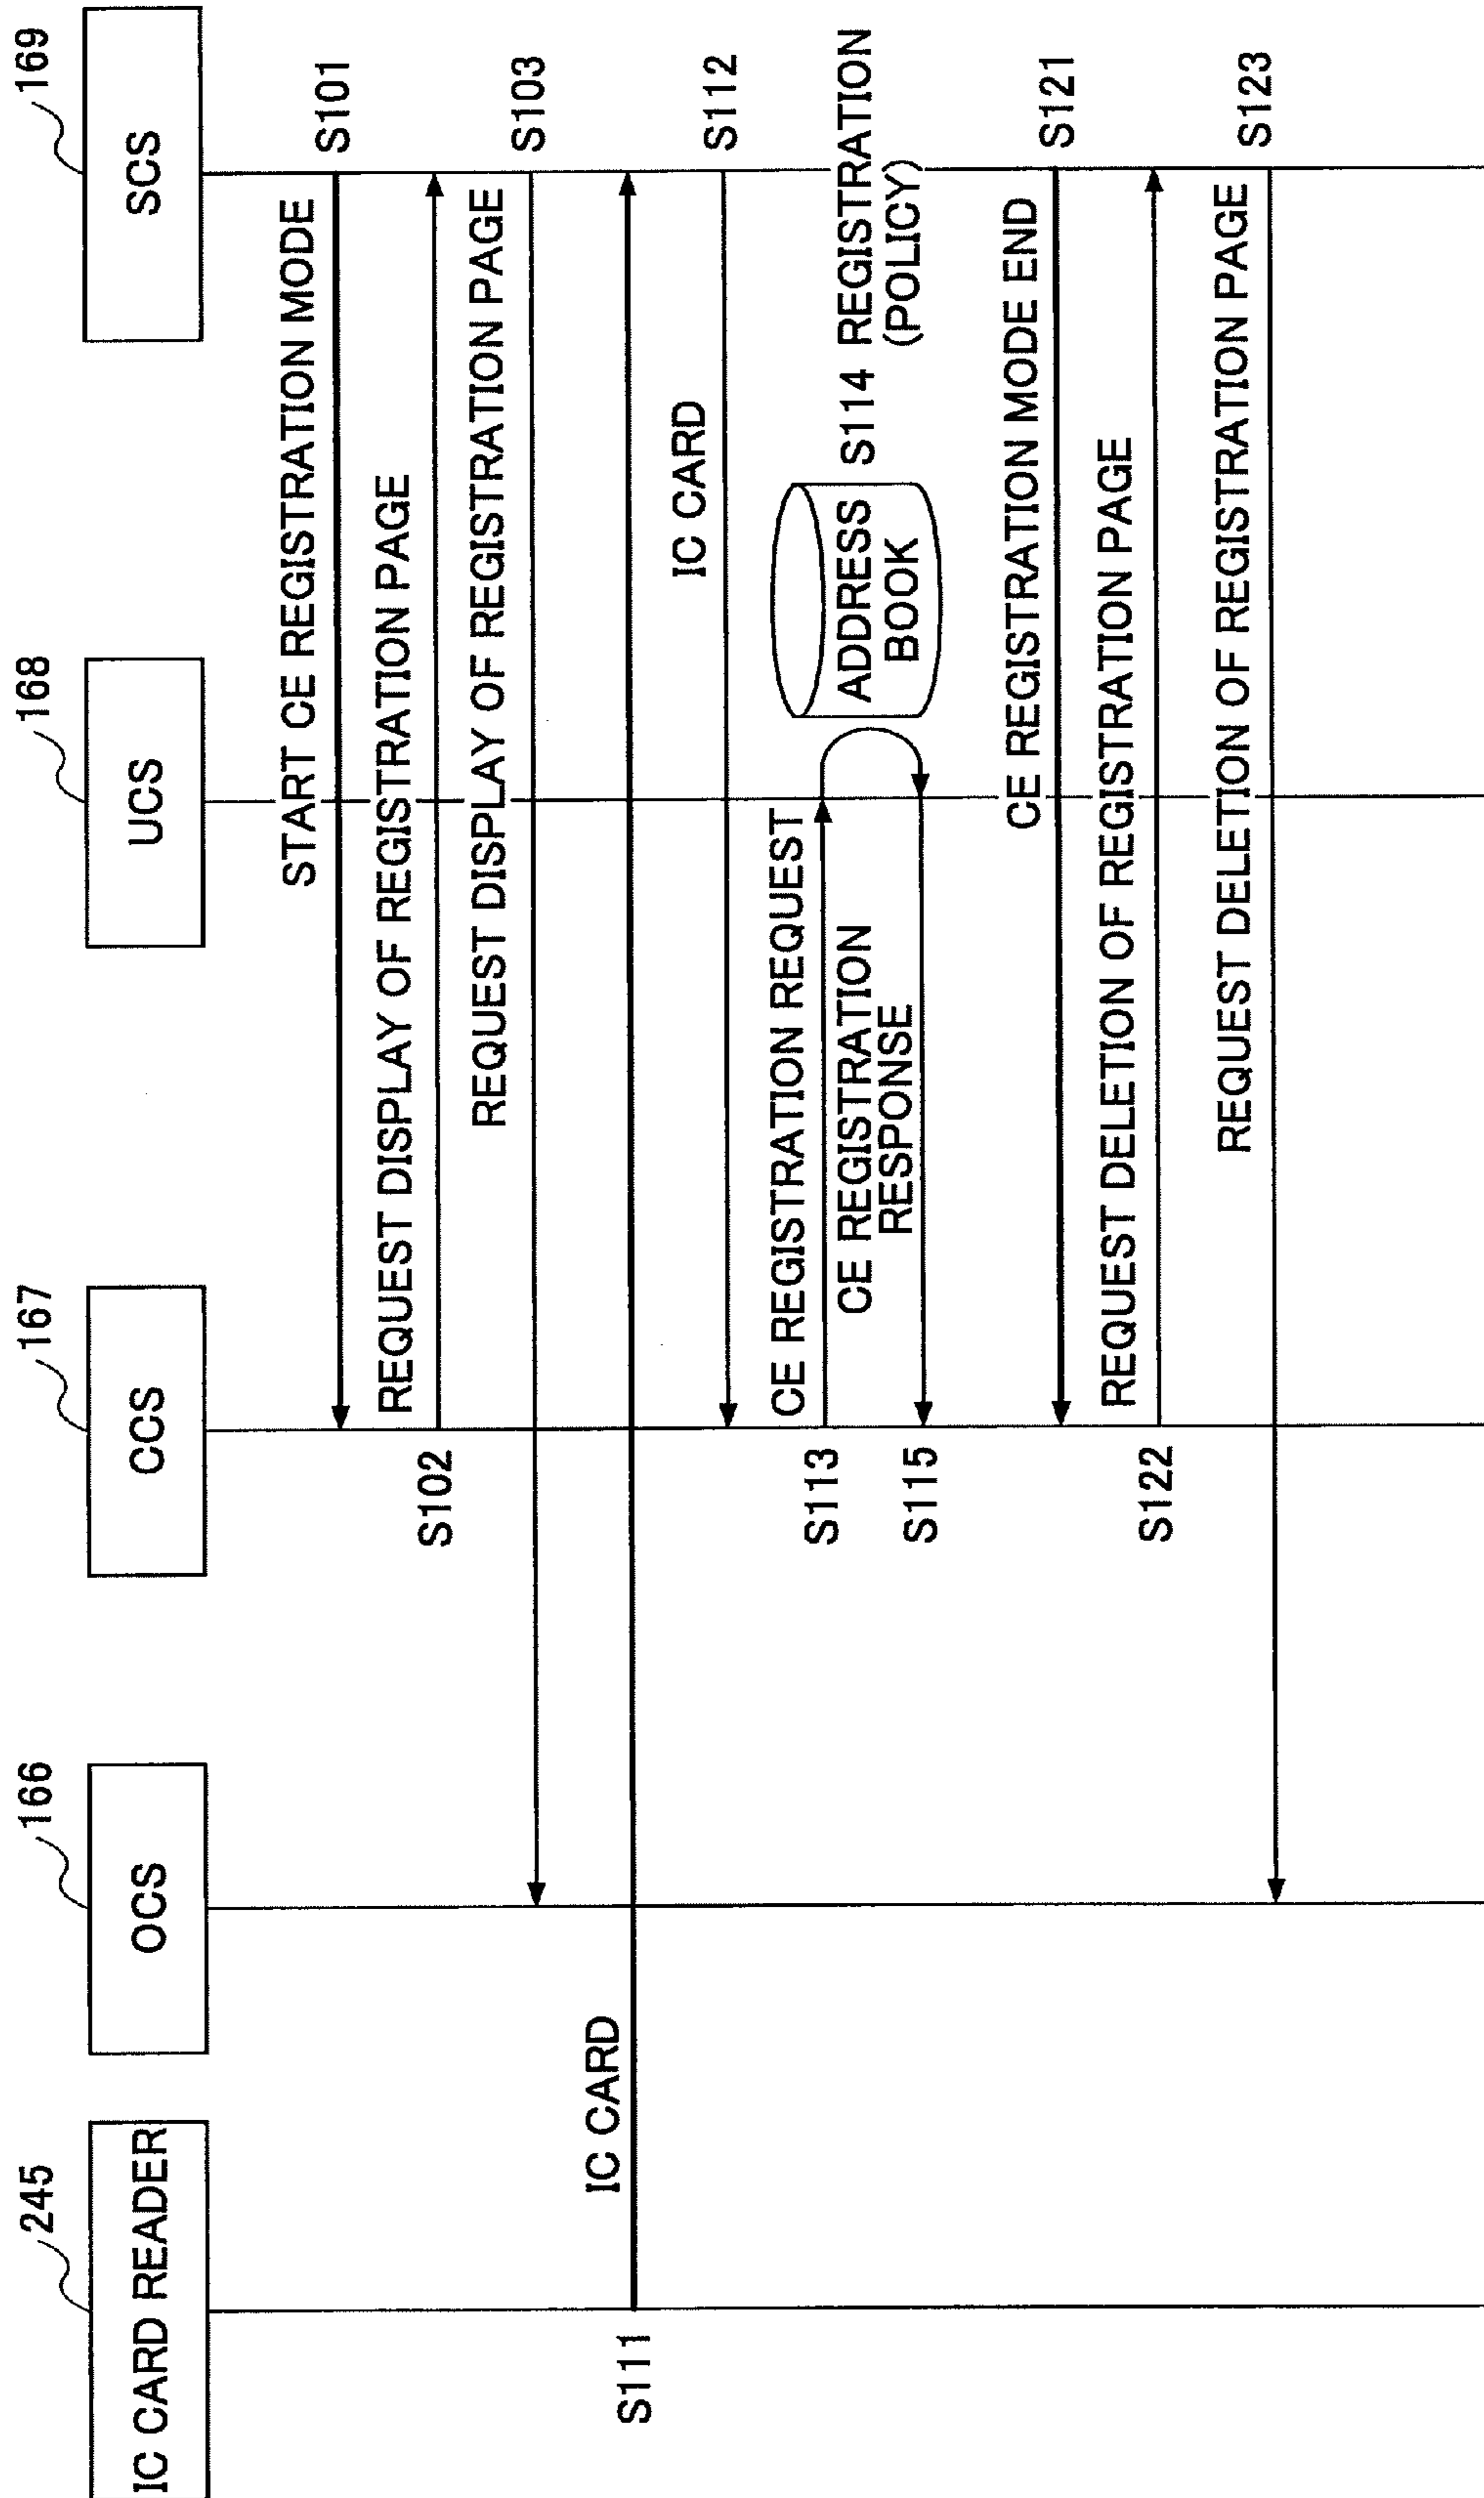 245
166
167
168
169
IC CARD READER
OCS
CCS
UCS
SCS
START CE REGISTRATION MODE
S101
REQUEST DISPLAY OF REGISTRATION PAGE
S102
REQUEST DISPLAY OF REGISTRATION PAGE
S103
IC CARD
S111
IC CARD
S112
CE REGISTRATION REQUEST
S113
ADDRESS
BOOK
S114 REGISTRATION
(POLICY)
CE REGISTRATION
RESPONSE
S115
CE REGISTRATION MODE END
S121
REQUEST DELETION OF REGISTRATION PAGE
S122
REQUEST DELETION OF REGISTRATION PAGE
S123